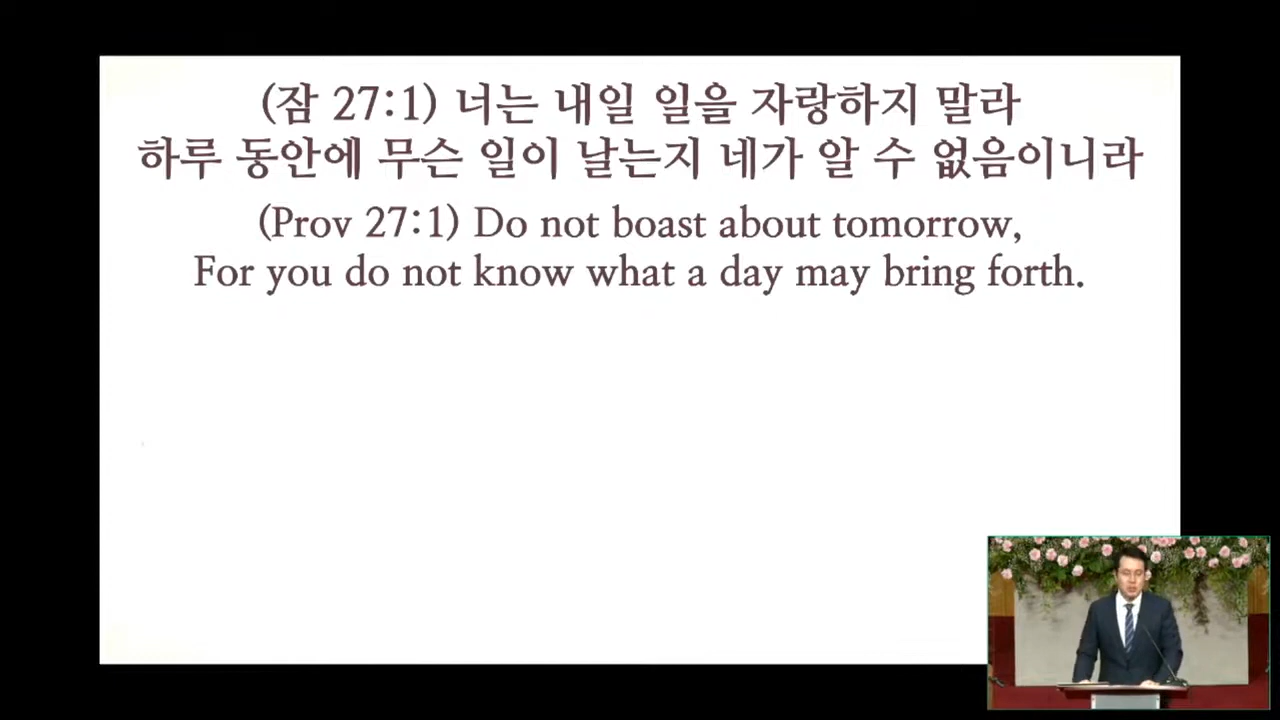 (잠 27:1) 너는 내일 일을 자랑하지 말라
하루 동안에 무슨 일이 날는지 네가 알 수 없음이니라
(Prov 27:1) Do not boast about tomorrow,
For you do not know what a day may bring forth.